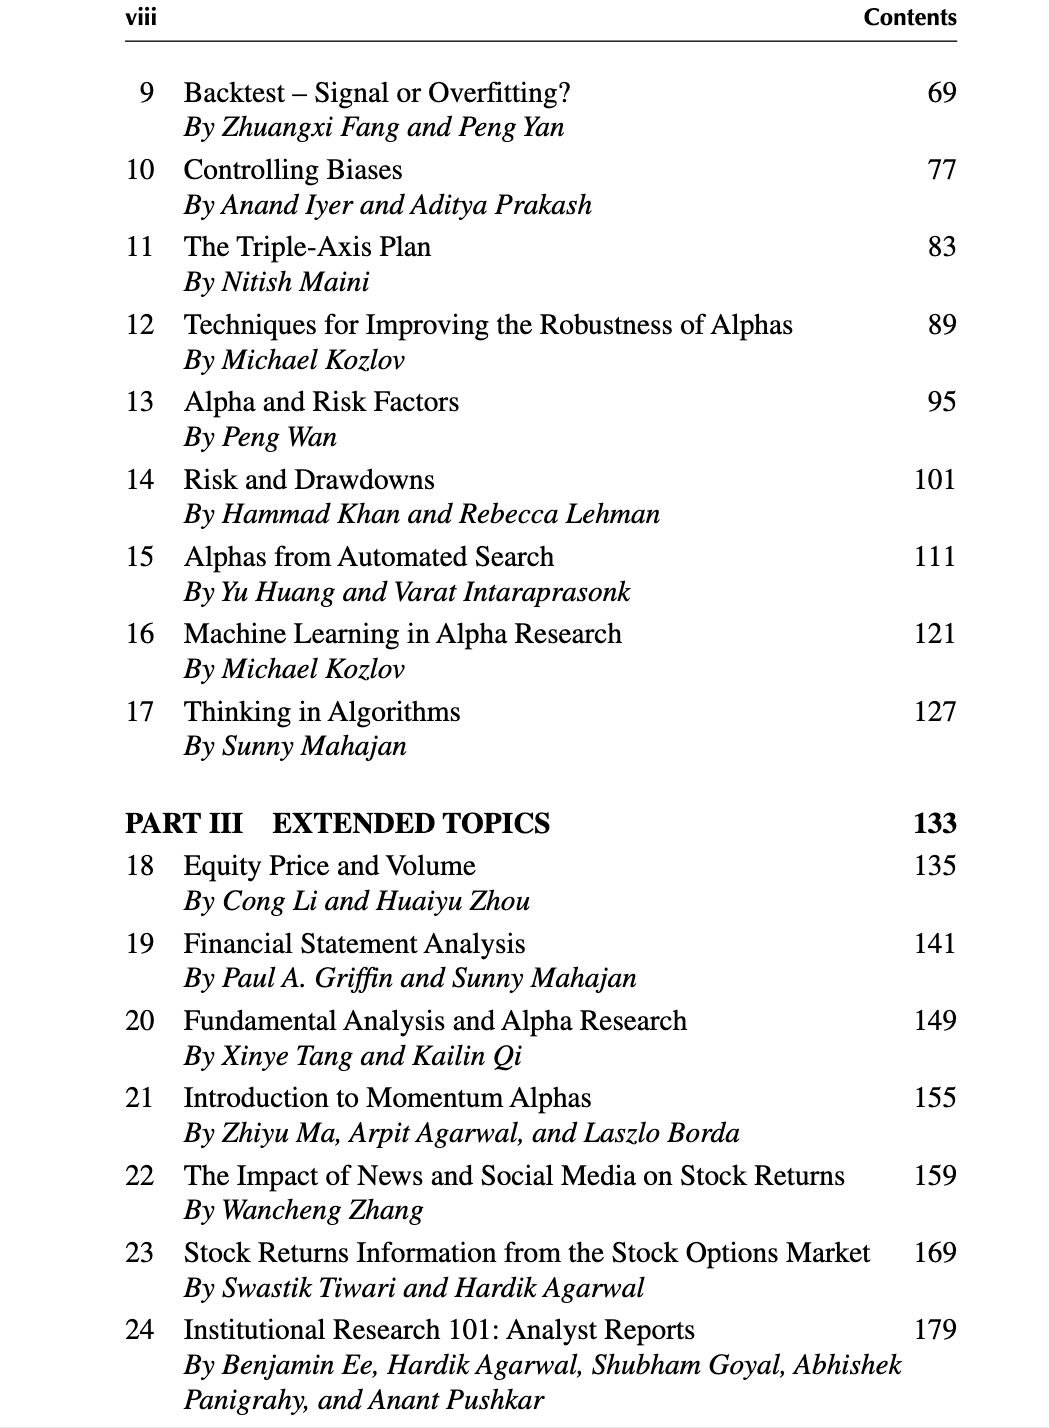 viii Contents
9 Backtest – Signal or Overfitting? 69
By Zhuangxi Fang and Peng Yan
10 Controlling Biases 77
By Anand Iyer and Aditya Prakash
11 The Triple-Axis Plan 83
By Nitish Maini
12 Techniques for Improving the Robustness of Alphas 89
By Michael Kozlov
13 Alpha and Risk Factors 95
By Peng Wan
14 Risk and Drawdowns 101
By Hammad Khan and Rebecca Lehman
15 Alphas from Automated Search 111
By Yu Huang and Varat Intaraprasonk
16 Machine Learning in Alpha Research 121
By Michael Kozlov
17 Thinking in Algorithms 127
By Sunny Mahajan
PART III EXTENDED TOPICS 133
18 Equity Price and Volume 135
By Cong Li and Huaiyu Zhou
19 Financial Statement Analysis 141
By Paul A. Griffin and Sunny Mahajan
20 Fundamental Analysis and Alpha Research 149
By Xinye Tang and Kailin Qi
21 Introduction to Momentum Alphas 155
By Zhiyu Ma, Arpit Agarwal, and Laszlo Borda
22 The Impact of News and Social Media on Stock Returns 159
By Wancheng Zhang
23 Stock Returns Information from the Stock Options Market 169
By Swastik Tiwari and Hardik Agarwal
24 Institutional Research 101: Analyst Reports 179
By Benjamin Ee, Hardik Agarwal, Shubham Goyal, Abhishek
Panigrahy, and Anant Pushkar